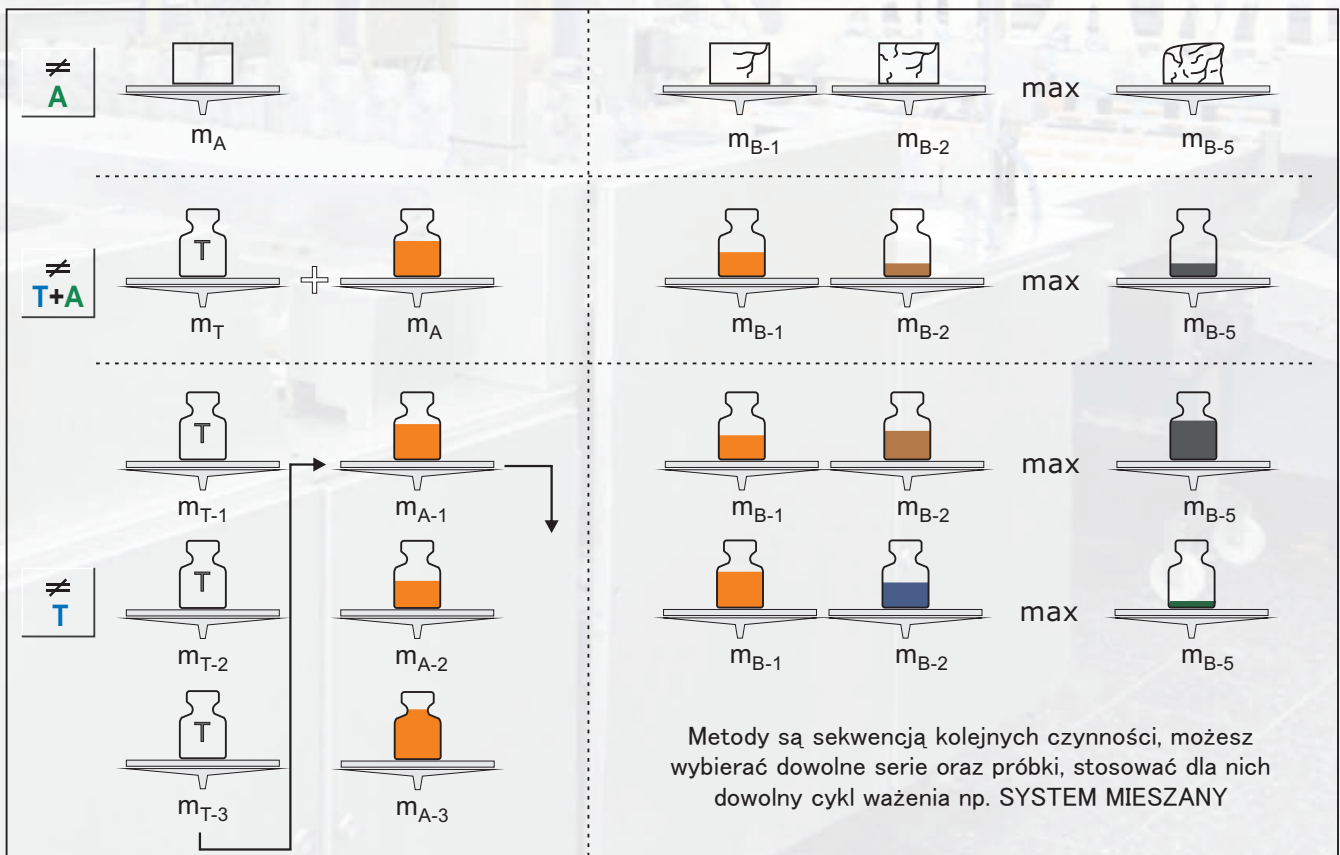 ≠
A
m_A
m_B-1
m_B-2
max
m_B-5
≠
T+A
T
+
m_T
m_A
m_B-1
m_B-2
max
m_B-5
T
m_T-1
m_A-1
m_B-1
m_B-2
max
m_B-5
≠
T
T
m_T-2
m_A-2
m_B-1
m_B-2
max
m_B-5
T
m_T-3
m_A-3
Metody są sekwencją kolejnych czynności, możesz
wybierać dowolne serie oraz próbki, stosować dla nich
dowolny cykl ważenia np. SYSTEM MIESZANY